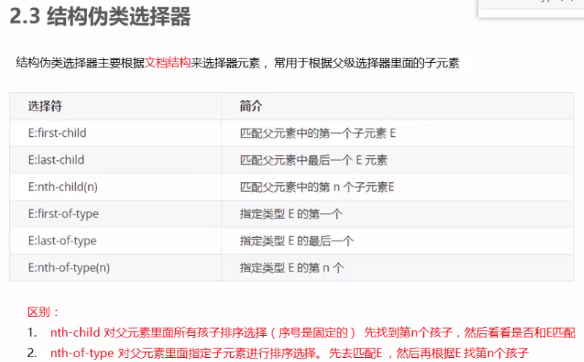 2.3 结构伪类选择器
结构伪类选择器主要根据文档结构来选择器元素，常用于根据父级选择器里面的子元素
选择符 简介
E:first-child 匹配父元素中的第一个子元素 E
E:last-child 匹配父元素中最后一个 E 元素
E:nth-child(n) 匹配父元素中的第 n 个子元素E
E:first-of-type 指定类型 E 的第一个
E:last-of-type 指定类型 E 的最后一个
E:nth-of-type(n) 指定类型 E 的第 n 个
区别：
1. nth-child 对父元素里面所有孩子排序选择（序号是固定的） 先找到第n个孩子，然后看看是否和E匹配
2. nth-of-type 对父元素里面指定子元素进行排序选择。 先去匹配E ，然后再根据E 找第n个孩子